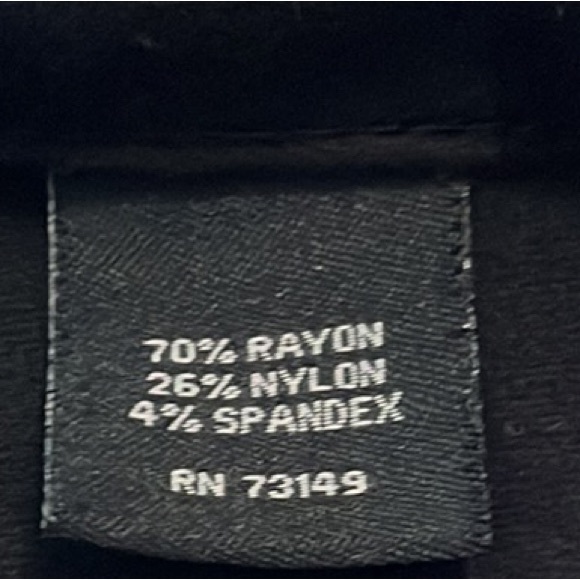 70% RAYON
26% NYLON
4% SPANDEX
RN 73149